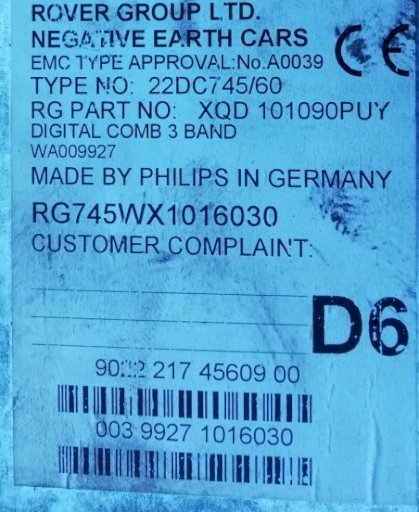 ROVER GROUP LTD.
NEGATIVE EARTH CARS
EMC TYPE APPROVAL:No.A0039
CE
TYPE NO: 22DC745/60
RG PART NO: XQD 101090PUY
DIGITAL COMB 3 BAND
WA009927
MADE BY PHILIPS IN GERMANY
RG745WX1016030
CUSTOMER COMPLAINT:
D6
217 45609 00
003 9927 1016030